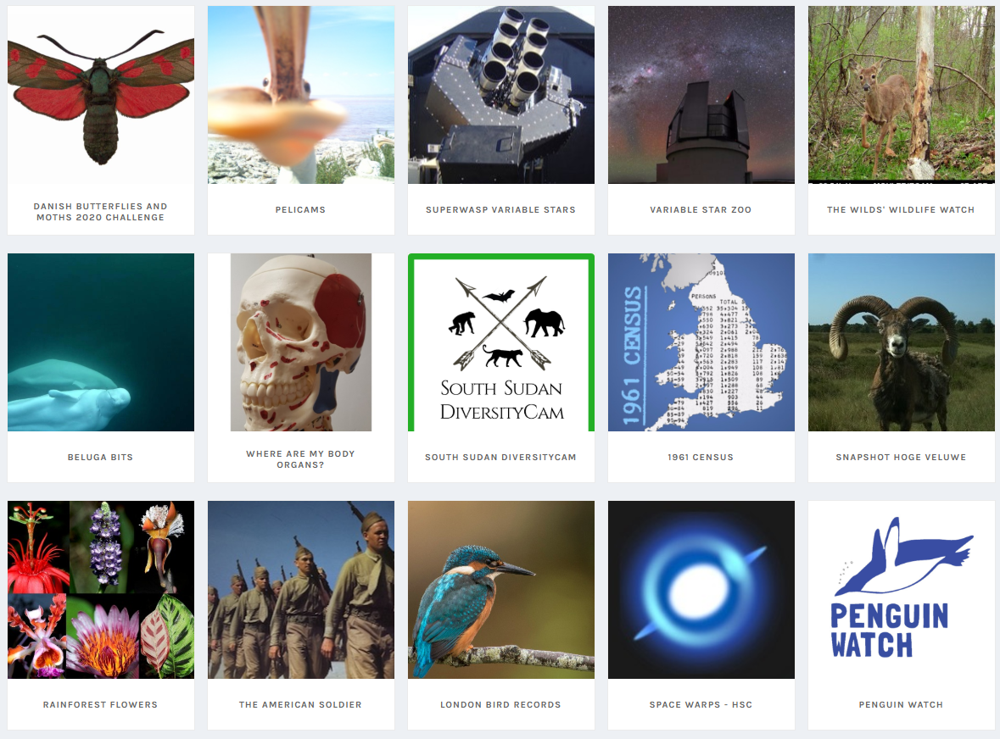 DANISH BUTTERFLIES AND
MOTHS 2020 CHALLENGE
PELICAMS
SUPERWASP VARIABLE STARS
VARIABLE STAR ZOO
THE WILDS' WILDLIFE WATCH
SOUTH SUDAN
DIVERSITYCAM
1961 CENSUS
PERSONS
TOTAL
BELUGA BITS
WHERE ARE MY BODY
ORGANS?
SOUTH SUDAN DIVERSITYCAM
1961 CENSUS
SNAPSHOT HOGE VELUWE
PENGUIN
WATCH
RAINFOREST FLOWERS
THE AMERICAN SOLDIER
LONDON BIRD RECORDS
SPACE WARPS - HSC
PENGUIN WATCH